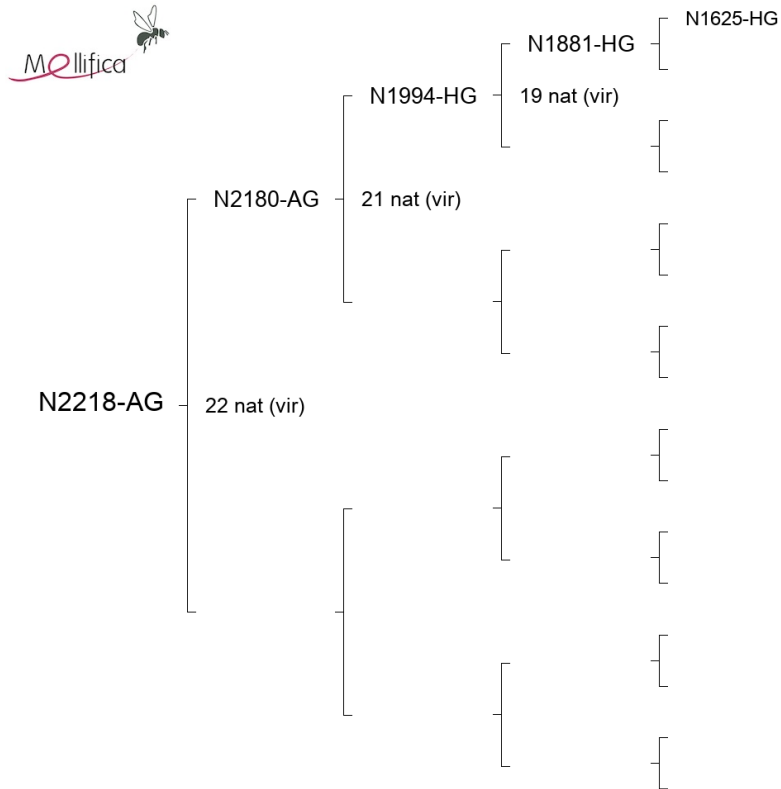 Mellifica
N1625-HG
N1881-HG
N1994-HG
19 nat (vir)
N2180-AG
21 nat (vir)
N2218-AG
22 nat (vir)